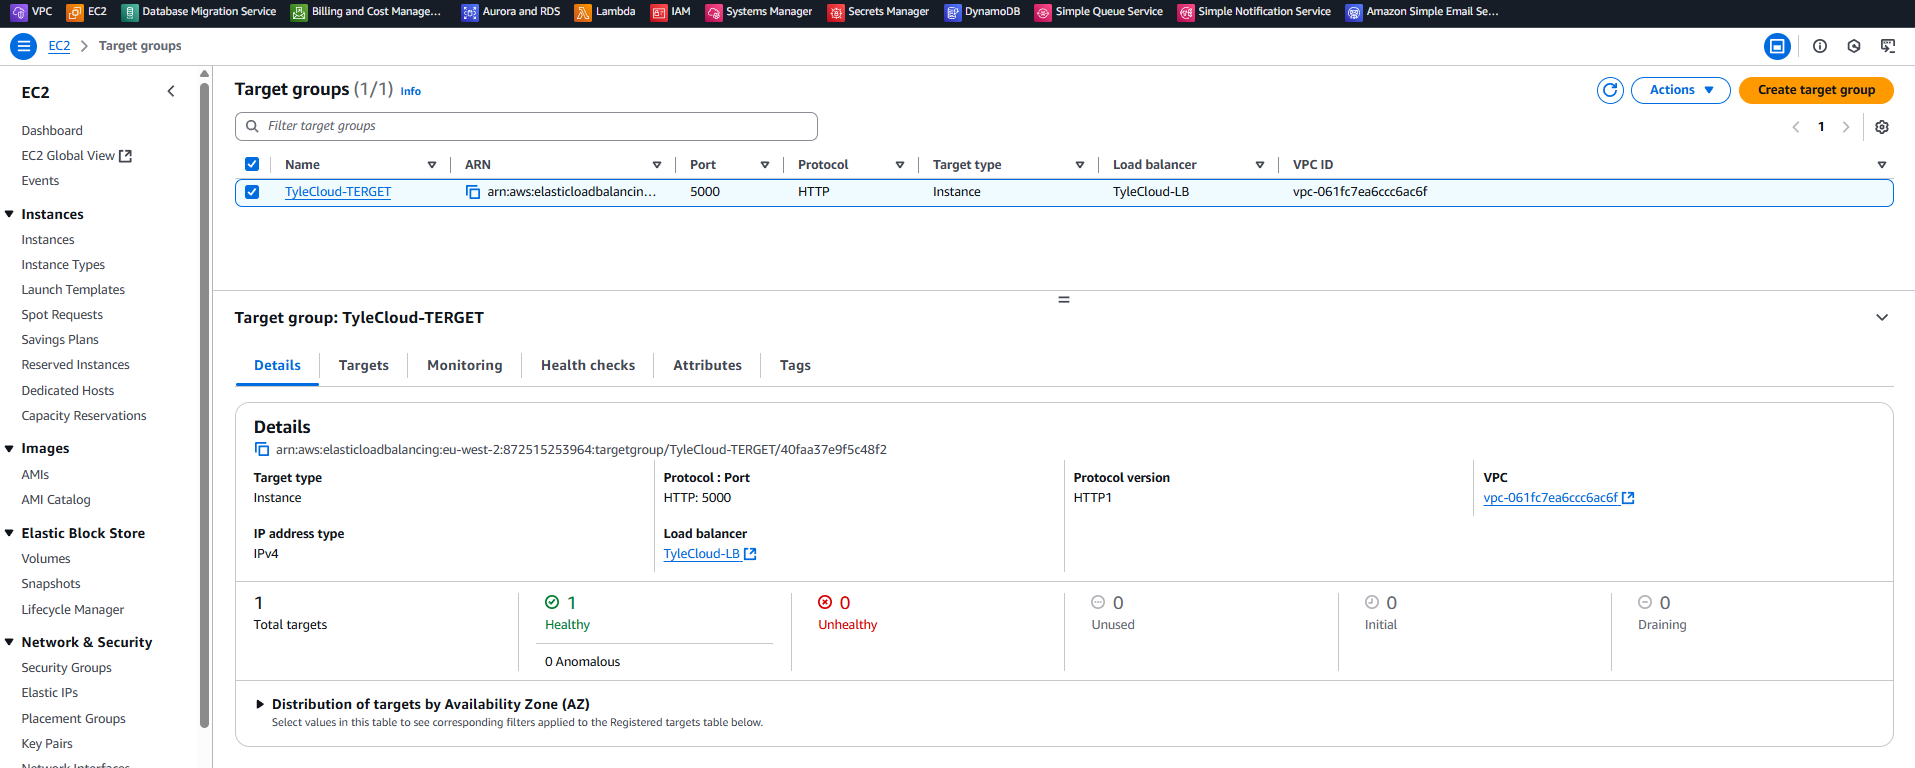 VPC EC2 Database Migration Service Billing and Cost Manage... Aurora and RDS Lambda IAM Systems Manager Secrets Manager DynamoDB Simple Queue Service Simple Notification Service Amazon Simple Email Se...
EC2 Target groups
EC2
Dashboard
EC2 Global View
Events
Instances
Instances
Instance Types
Launch Templates
Spot Requests
Savings Plans
Reserved Instances
Dedicated Hosts
Capacity Reservations
Images
AMIs
AMI Catalog
Elastic Block Store
Volumes
Snapshots
Lifecycle Manager
Network & Security
Security Groups
Elastic IPs
Placement Groups
Key Pairs
Network Interfaces
Target groups (1/1) Info
Actions
Create target group
Filter target groups
1
Name ARN Port Protocol Target type Load balancer VPC ID
TyleCloud-TERGET arn:aws:elasticloadbalancin... 5000 HTTP Instance TyleCloud-LB vpc-061fc7ea6ccc6ac6f
Target group: TyleCloud-TERGET
Details Targets Monitoring Health checks Attributes Tags
Details
arn:aws:elasticloadbalancing:eu-west-2:872515253964:targetgroup/TyleCloud-TERGET/40faa37e9f5c48f2
Target type
Instance
Protocol : Port
HTTP: 5000
Protocol version
HTTP1
VPC
vpc-061fc7ea6ccc6ac6f
IP address type
IPv4
Load balancer
TyleCloud-LB
1
Total targets
1
Healthy
0 Anomalous
0
Unhealthy
0
Unused
0
Initial
0
Draining
Distribution of targets by Availability Zone (AZ)
Select values in this table to see corresponding filters applied to the Registered targets table below.